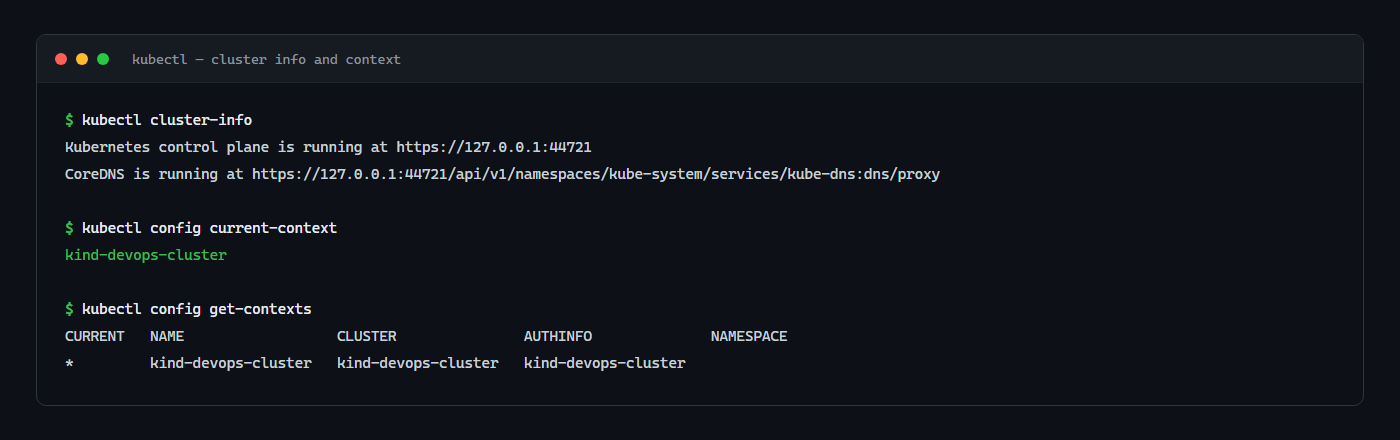 kubectl — cluster info and context
$ kubectl cluster-info
Kubernetes control plane is running at https://127.0.0.1:44721
CoreDNS is running at https://127.0.0.1:44721/api/v1/namespaces/kube-system/services/kube-dns:dns/proxy
$ kubectl config current-context
kind-devops-cluster
$ kubectl config get-contexts
CURRENT   NAME                  CLUSTER               AUTHINFO              NAMESPACE
*         kind-devops-cluster   kind-devops-cluster   kind-devops-cluster